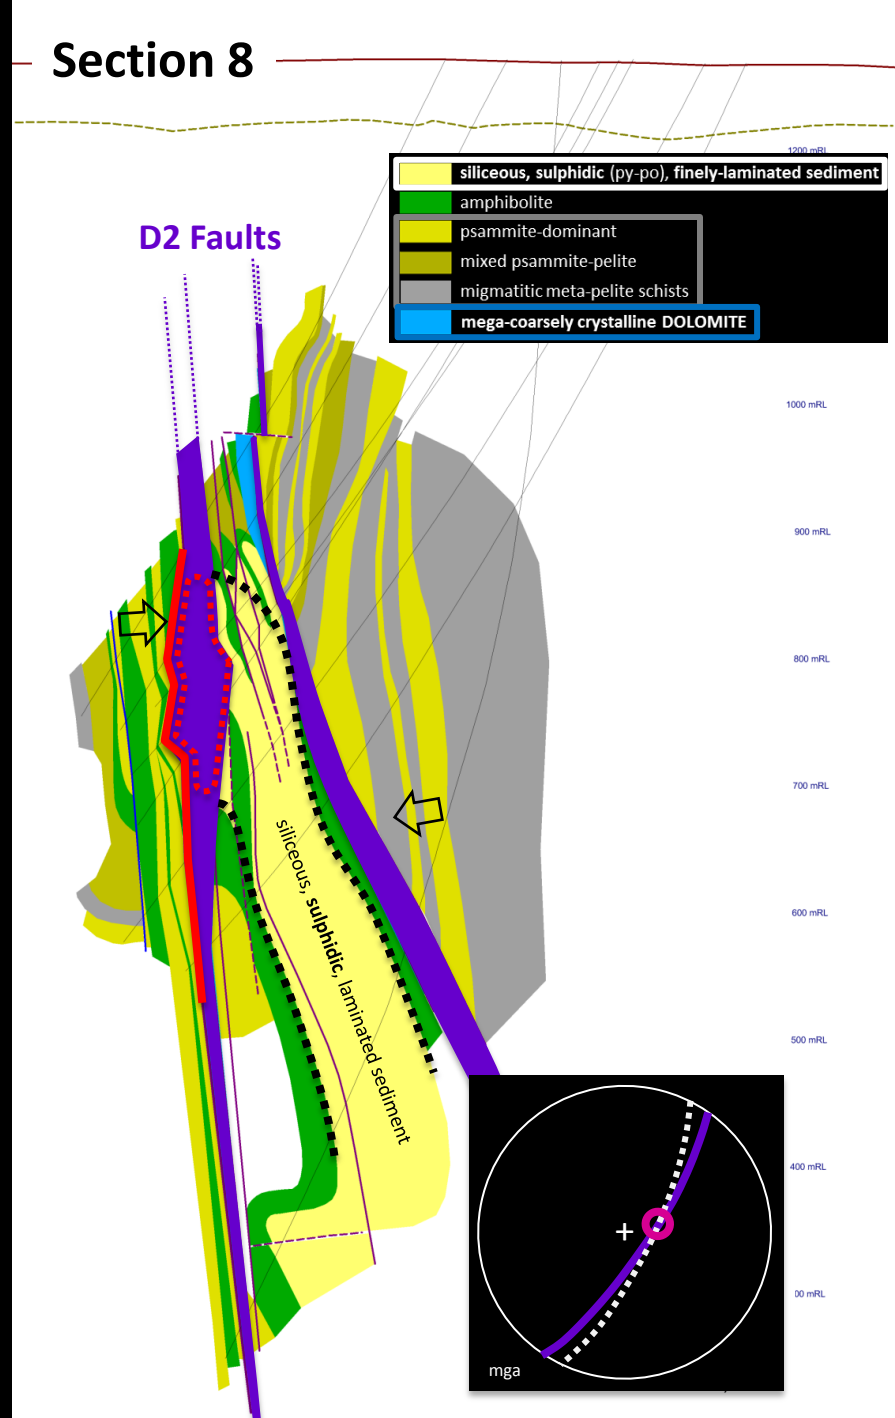 Section 8
1200 mRL
siliceous, sulphidic (py-po), finely-laminated sediment
amphibolite
psammite-dominant
mixed psammite-pelite
migmatitic meta-pelite schists
mega-coarsely crystalline DOLOMITE
D2 Faults
1000 mRL
900 mRL
800 mRL
700 mRL
siliceous, sulphidic, laminated sediment
600 mRL
500 mRL
400 mRL
00 mRL
mga